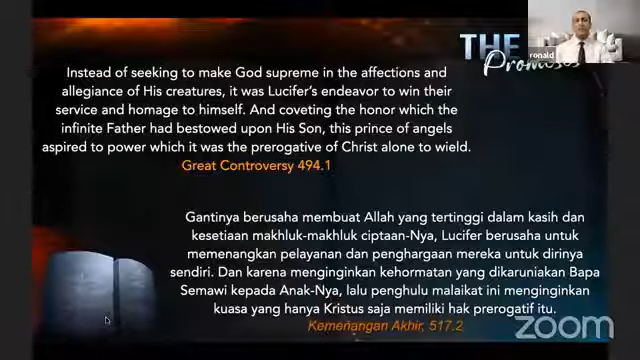 THE
Promises
ronald
Instead of seeking to make God supreme in the affections and
allegiance of His creatures, it was Lucifer's endeavor to win their
service and homage to himself. And coveting the honor which the
infinite Father had bestowed upon His Son, this prince of angels
aspired to power which it was the prerogative of Christ alone to wield.
Great Controversy 494.1
Gantinya berusaha membuat Allah yang tertinggi dalam kasih dan
kesetiaan makhluk-makhluk ciptaan-Nya, Lucifer berusaha untuk
memenangkan pelayanan dan penghargaan mereka untuk dirinya
sendiri. Dan karena menginginkan kehormatan yang dikaruniakan Bapa
Semawi kepada Anak-Nya, lalu penghulu malaikat ini menginginkan
kuasa yang hanya Kristus saja memiliki hak prerogatif itu.
Kemenangan Akhir, 517.2
zoom